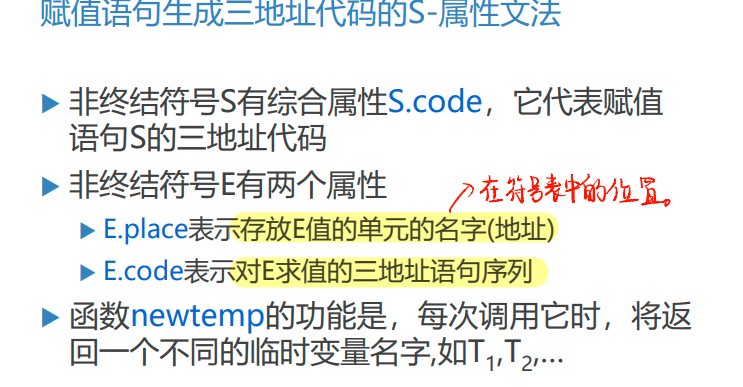 赋值语句生成三地址代码的S-属性文法
非终结符号S有综合属性S.code，它代表赋值
语句S的三地址代码
非终结符号E有两个属性
在符号表中的位置。
E.place表示存放E值的单元的名字(地址)
E.code表示对E求值的三地址语句序列
函数newtemp的功能是，每次调用它时，将返
回一个不同的临时变量名字,如T1,T2,…